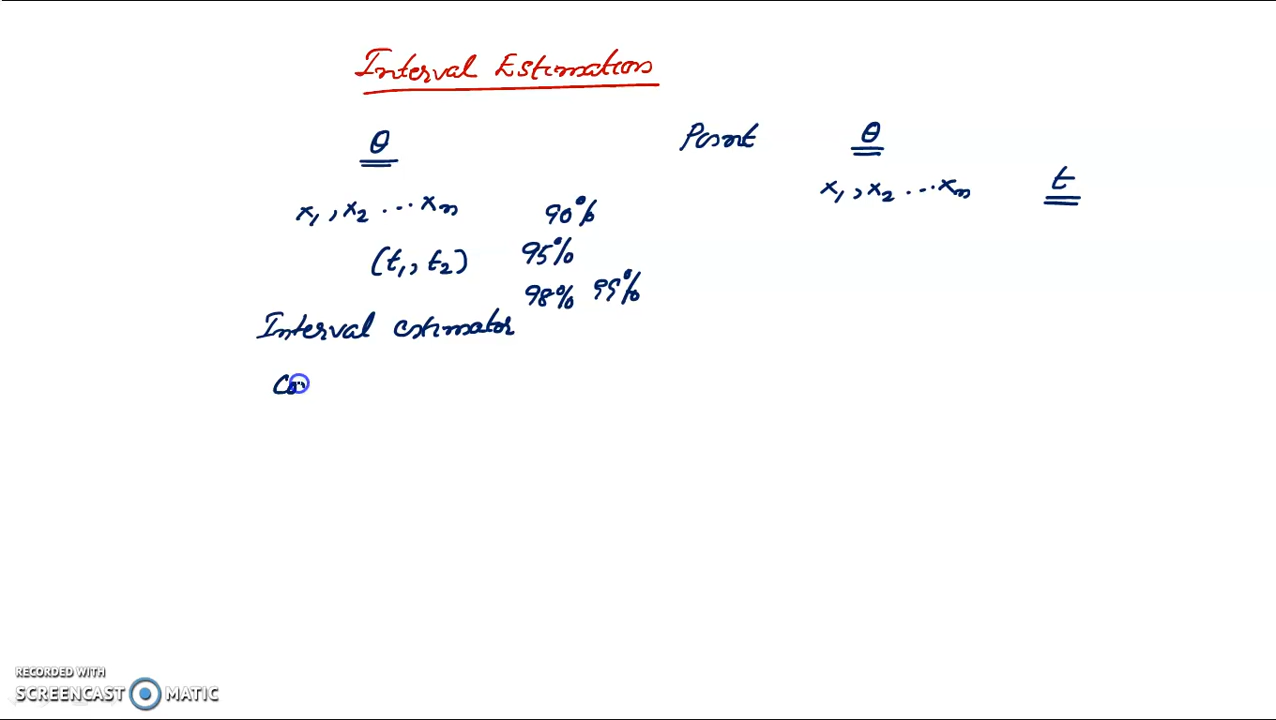 Interval Estimation
θ
Point θ
x₁, x₂ ... xₙ t
x₁, x₂ ... xₙ 90%
(t₁, t₂) 95%
98% 99%
Interval estimator
Co
RECORDED WITH
SCREENCAST MATIC